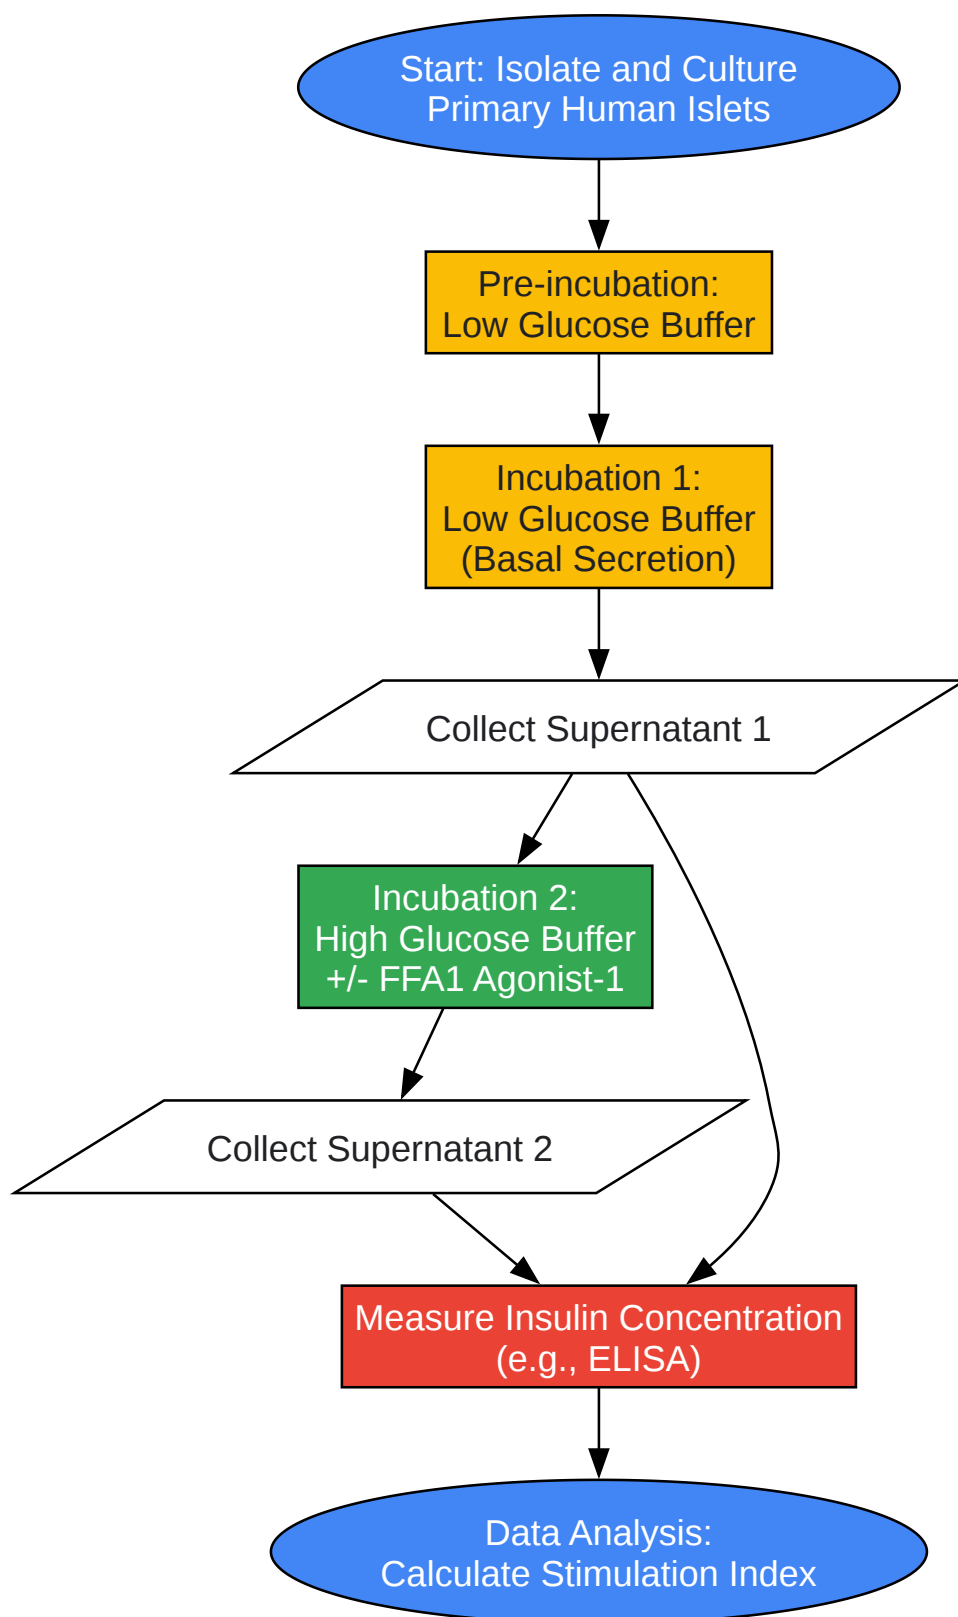 Start: Isolate and Culture
Primary Human Islets
Pre-incubation:
Low Glucose Buffer
Incubation 1:
Low Glucose Buffer
(Basal Secretion)
Collect Supernatant 1
Incubation 2:
High Glucose Buffer
+/- FFA1 Agonist-1
Collect Supernatant 2
Measure Insulin Concentration
(e.g., ELISA)
Data Analysis:
Calculate Stimulation Index